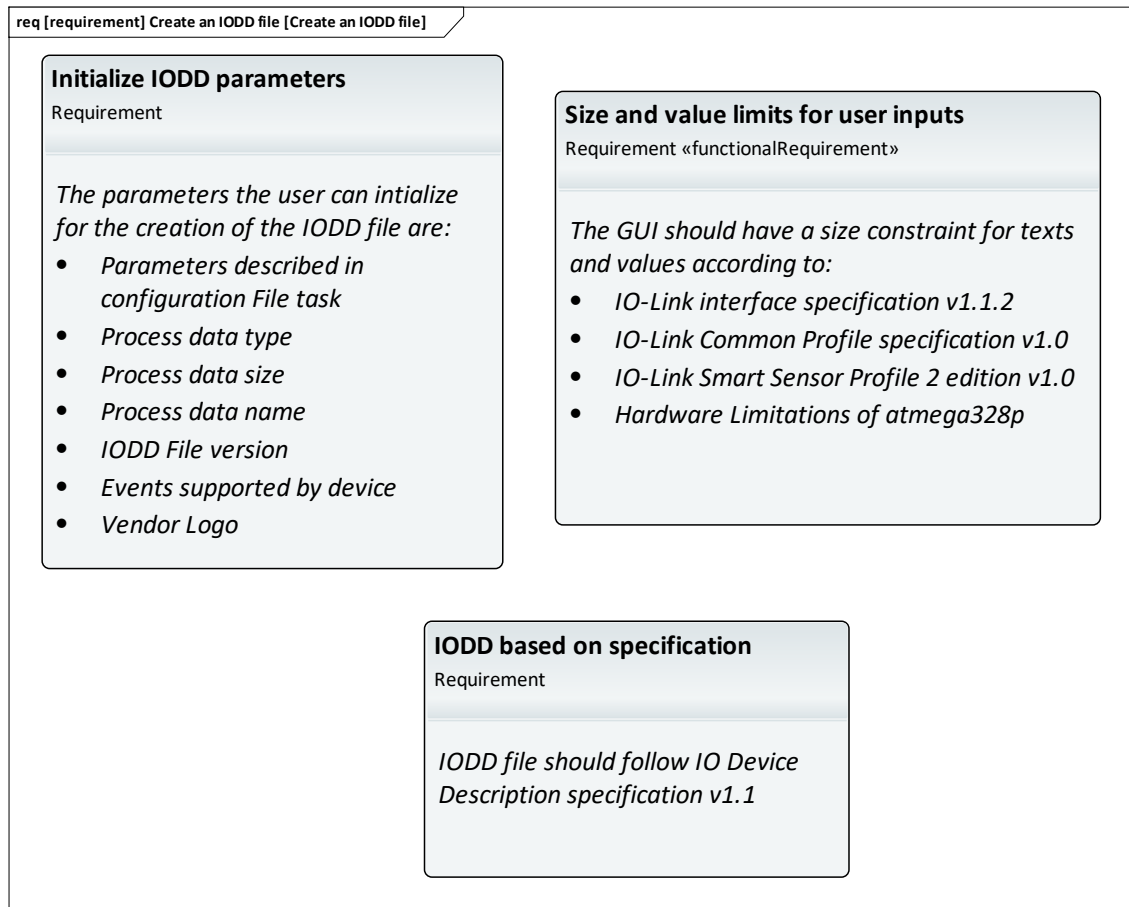 req [requirement] Create an IODD file [Create an IODD file]
Initialize IODD parameters
Requirement
The parameters the user can intialize
for the creation of the IODD file are:
• Parameters described in
configuration File task
• Process data type
• Process data size
• Process data name
• IODD File version
• Events supported by device
• Vendor Logo
Size and value limits for user inputs
Requirement «functionalRequirement»
The GUI should have a size constraint for texts
and values according to:
• IO-Link interface specification v1.1.2
• IO-Link Common Profile specification v1.0
• IO-Link Smart Sensor Profile 2 edition v1.0
• Hardware Limitations of atmega328p
IODD based on specification
Requirement
IODD file should follow IO Device
Description specification v1.1